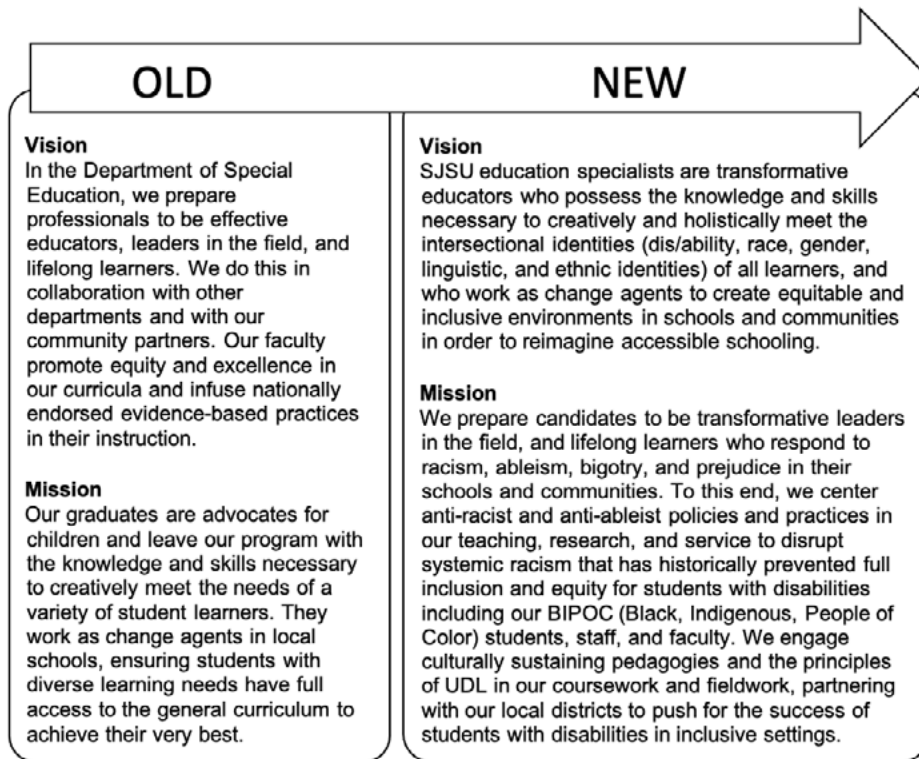 OLD
NEW
Vision
In the Department of Special
Education, we prepare
professionals to be effective
educators, leaders in the field, and
lifelong learners. We do this in
collaboration with other
departments and with our
community partners. Our faculty
promote equity and excellence in
our curricula and infuse nationally
endorsed evidence-based practices
in their instruction.
Mission
Our graduates are advocates for
children and leave our program with
the knowledge and skills necessary
to creatively meet the needs of a
variety of student learners. They
work as change agents in local
schools, ensuring students with
diverse learning needs have full
access to the general curriculum to
achieve their very best.
Vision
SJSU education specialists are transformative
educators who possess the knowledge and skills
necessary to creatively and holistically meet the
intersectional identities (dis/ability, race, gender,
linguistic, and ethnic identities) of all learners, and
who work as change agents to create equitable and
inclusive environments in schools and communities
in order to reimagine accessible schooling.
Mission
We prepare candidates to be transformative leaders
in the field, and lifelong learners who respond to
racism, ableism, bigotry, and prejudice in their
schools and communities. To this end, we center
anti-racist and anti-ableist policies and practices in
our teaching, research, and service to disrupt
systemic racism that has historically prevented full
inclusion and equity for students with disabilities
including our BIPOC (Black, Indigenous, People of
Color) students, staff, and faculty. We engage
culturally sustaining pedagogies and the principles
of UDL in our coursework and fieldwork, partnering
with our local districts to push for the success of
students with disabilities in inclusive settings.